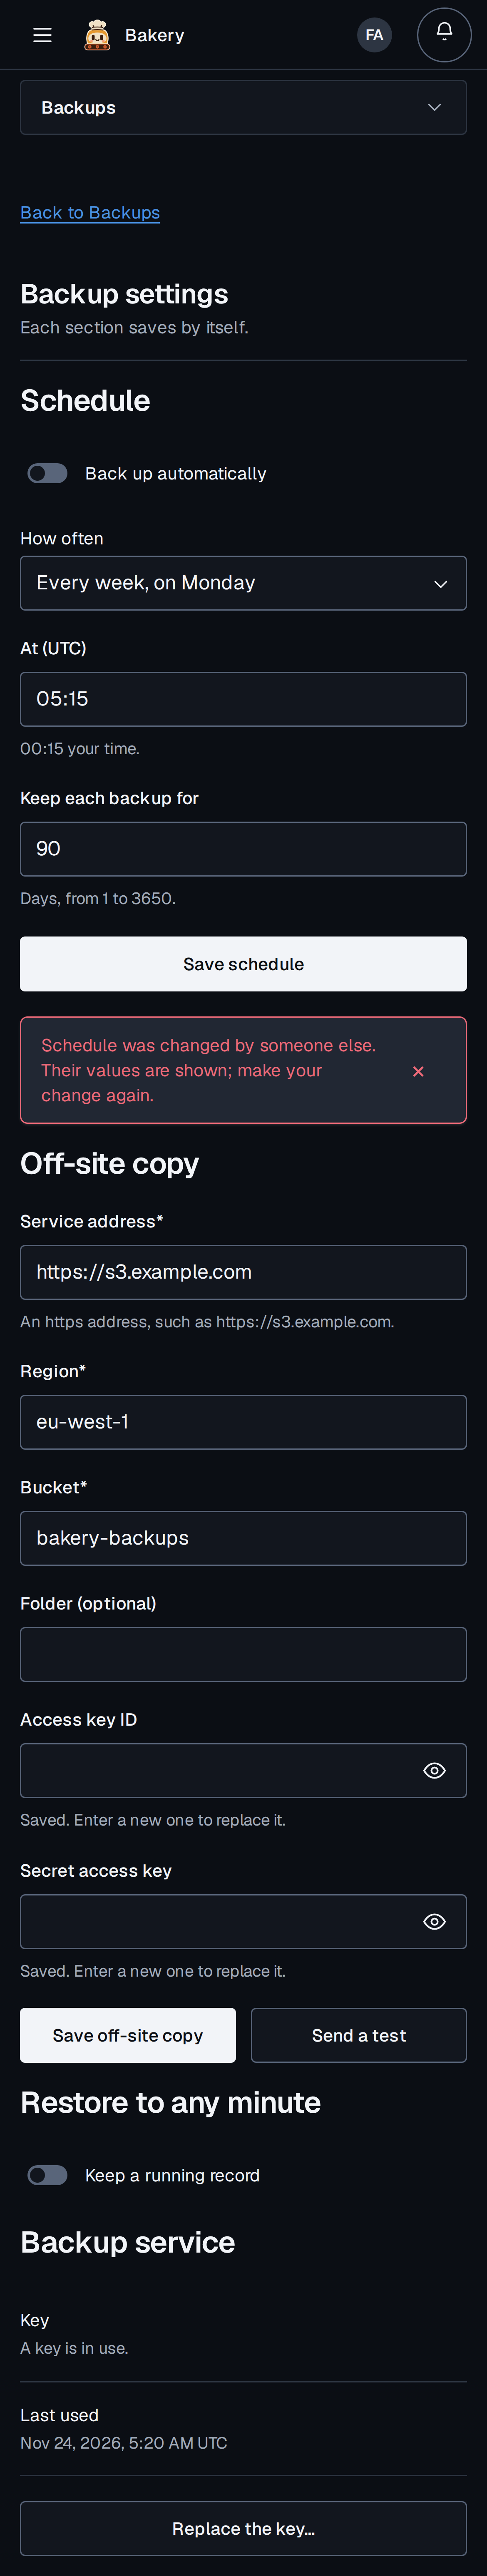 Bakery
FA
Backups
Back to Backups
Backup settings
Each section saves by itself.
Schedule
Back up automatically
How often
Every week, on Monday
At (UTC)
05:15
00:15 your time.
Keep each backup for
90
Days, from 1 to 3650.
Save schedule
Schedule was changed by someone else.
Their values are shown; make your
change again.
Off-site copy
Service address*
https://s3.example.com
An https address, such as https://s3.example.com.
Region*
eu-west-1
Bucket*
bakery-backups
Folder (optional)
Access key ID
Saved. Enter a new one to replace it.
Secret access key
Saved. Enter a new one to replace it.
Save off-site copy
Send a test
Restore to any minute
Keep a running record
Backup service
Key
A key is in use.
Last used
Nov 24, 2026, 5:20 AM UTC
Replace the key...